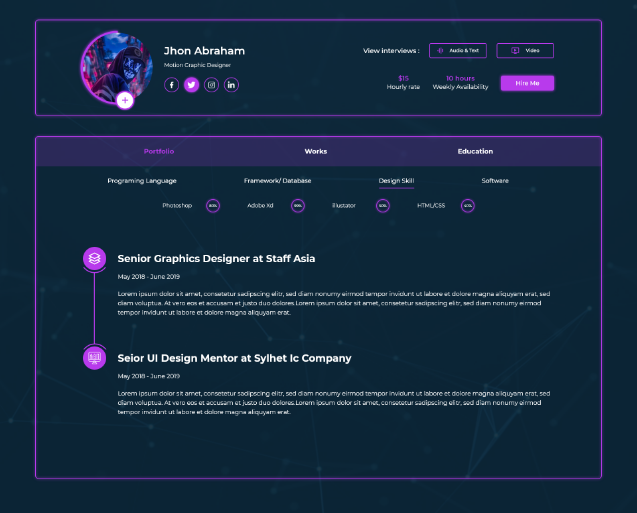 Jhon Abraham
Motion Graphic Designer
View interviews :
Audio & Text
Video
$15
Hourly rate
10 hours
Weekly Availability
Hire Me
Portfolio
Works
Education
Programing Language
Framework/ Database
Design Skill
Software
Photoshop
Adobe Xd
illustator
HTML/CSS
Senior Graphics Designer at Staff Asia
May 2018 - June 2019
Lorem ipsum dolor sit amet, consetetur sadipscing elitr, sed diam nonumy eirmod tempor invidunt ut labore et dolore magna aliquyam erat, sed
diam voluptua. At vero eos et accusam et justo duo dolores.Lorem ipsum dolor sit amet, consetetur sadipscing elitr, sed diam nonumy eirmod
tempor invidunt ut labore et dolore magna aliquyam erat.
Seior UI Design Mentor at Sylhet Ic Company
May 2018 - June 2019
Lorem ipsum dolor sit amet, consetetur sadipscing elitr, sed diam nonumy eirmod tempor invidunt ut labore et dolore magna aliquyam erat, sed
diam voluptua. At vero eos et accusam et justo duo dolores.Lorem ipsum dolor sit amet, consetetur sadipscing elitr, sed diam nonumy eirmod
tempor invidunt ut labore et dolore magna aliquyam erat.